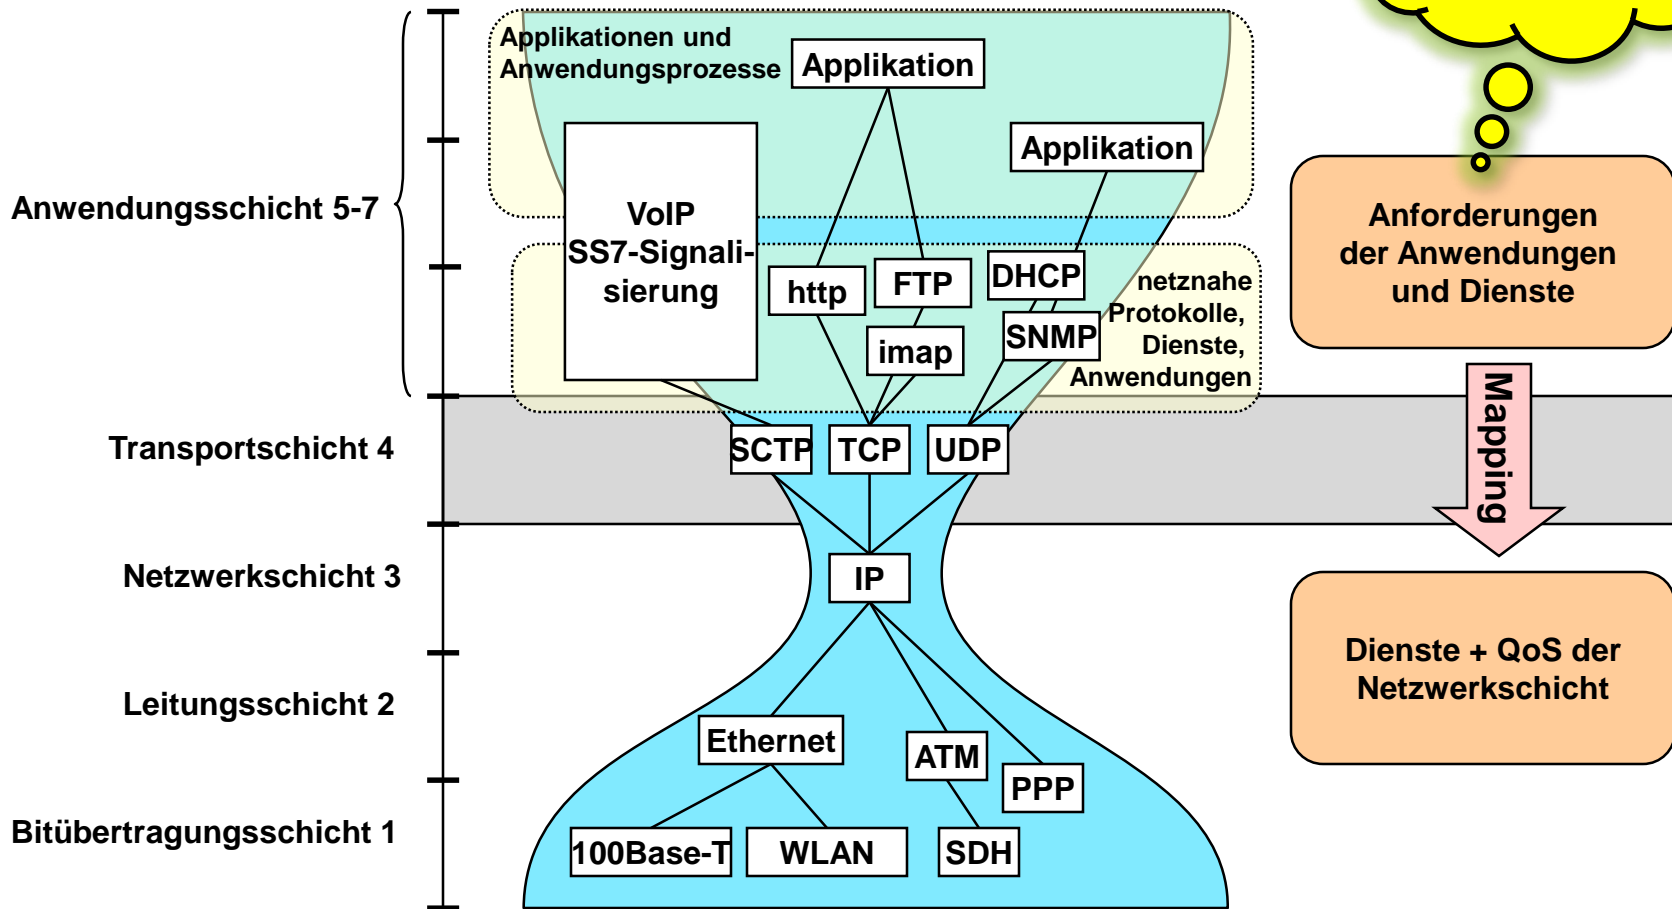 Applikationen und
Anwendungsprozesse
Applikation
Applikation
Anwendungsschicht 5-7
VoIP
SS7-Signali-
sierung
http
FTP
imap
DHCP
SNMP
netznahe
Protokolle,
Dienste,
Anwendungen
Anforderungen
der Anwendungen
und Dienste
Mapping
Transportschicht 4
SCTP
TCP
UDP
Netzwerkschicht 3
IP
Dienste + QoS der
Netzwerkschicht
Leitungsschicht 2
Ethernet
ATM
PPP
Bitübertragungsschicht 1
100Base-T
WLAN
SDH